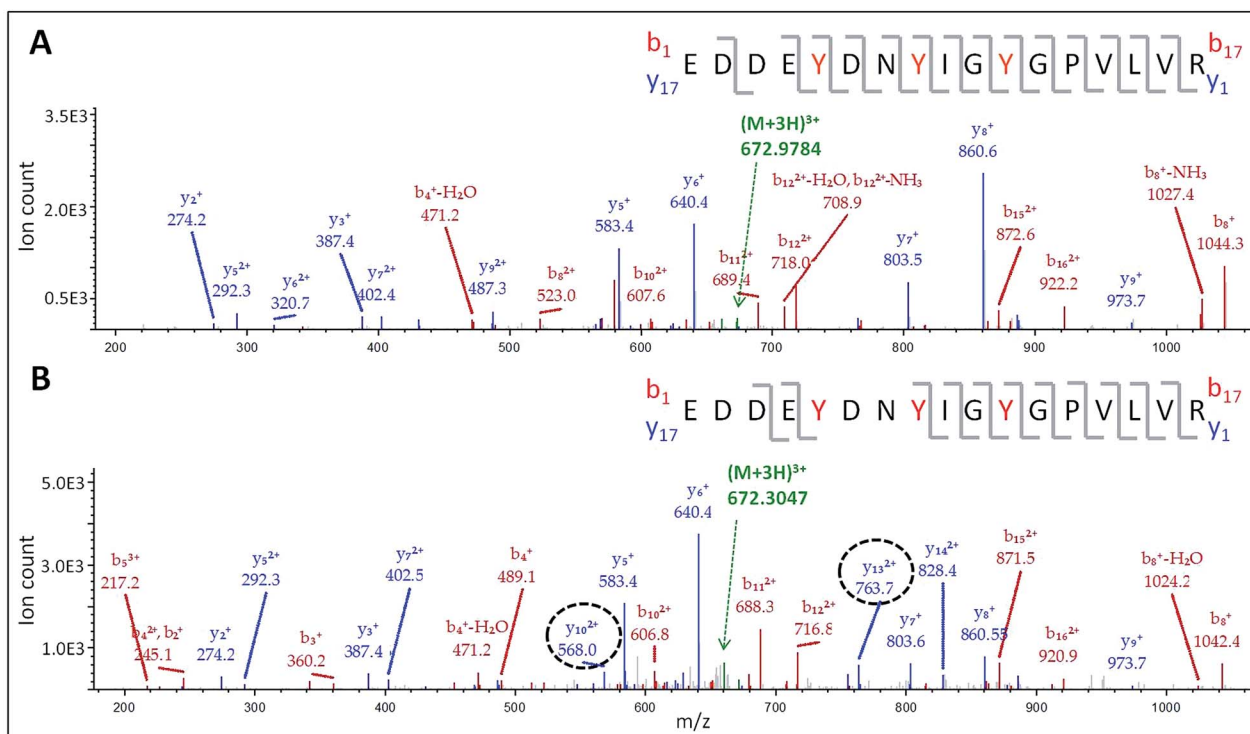 A
b₁ b₁₇
E D D E Y D N Y I G Y G P V L V R
y₁₇ y₁
Ion count
3.5E3
2.0E3
0.5E3
y₂⁺
274.2
y₅²⁺
292.3
y₆²⁺
320.7
y₃⁺
387.4
y₇²⁺
402.4
b₄⁺-H₂O
471.2
y₉²⁺
487.3
b₈²⁺
523.0
y₅⁺
583.4
b₁₀²⁺
607.6
y₆⁺
640.4
(M+3H)³⁺
672.9784
b₁₁²⁺
689.4
b₁₂²⁺
718.0
b₁₂²⁺-H₂O, b₁₂²⁺-NH₃
708.9
y₇⁺
803.5
y₈⁺
860.6
b₁₅²⁺
872.6
b₁₆²⁺
922.2
y₉⁺
973.7
b₈⁺-NH₃
1027.4
b₈⁺
1044.3
200 300 400 500 600 700 800 900 1000
B
b₁ b₁₇
E D D E Y D N Y I G Y G P V L V R
y₁₇ y₁
Ion count
5.0E3
3.0E3
1.0E3
b₅³⁺
217.2
b₄²⁺, b₂⁺
245.1
y₂⁺
274.2
y₅²⁺
292.3
b₃⁺
360.2
y₃⁺
387.4
y₇²⁺
402.5
b₄⁺-H₂O
471.2
b₄⁺
489.1
y₁₀²⁺
568.0
y₅⁺
583.4
b₁₀²⁺
606.8
y₆⁺
640.4
(M+3H)³⁺
672.3047
b₁₁²⁺
688.3
b₁₂²⁺
716.8
y₁₃²⁺
763.7
y₇⁺
803.6
y₁₄²⁺
828.4
y₈⁺
860.55
b₁₅²⁺
871.5
b₁₆²⁺
920.9
y₉⁺
973.7
b₈⁺-H₂O
1024.2
b₈⁺
1042.4
200 300 400 500 600 700 800 900 1000
m/z